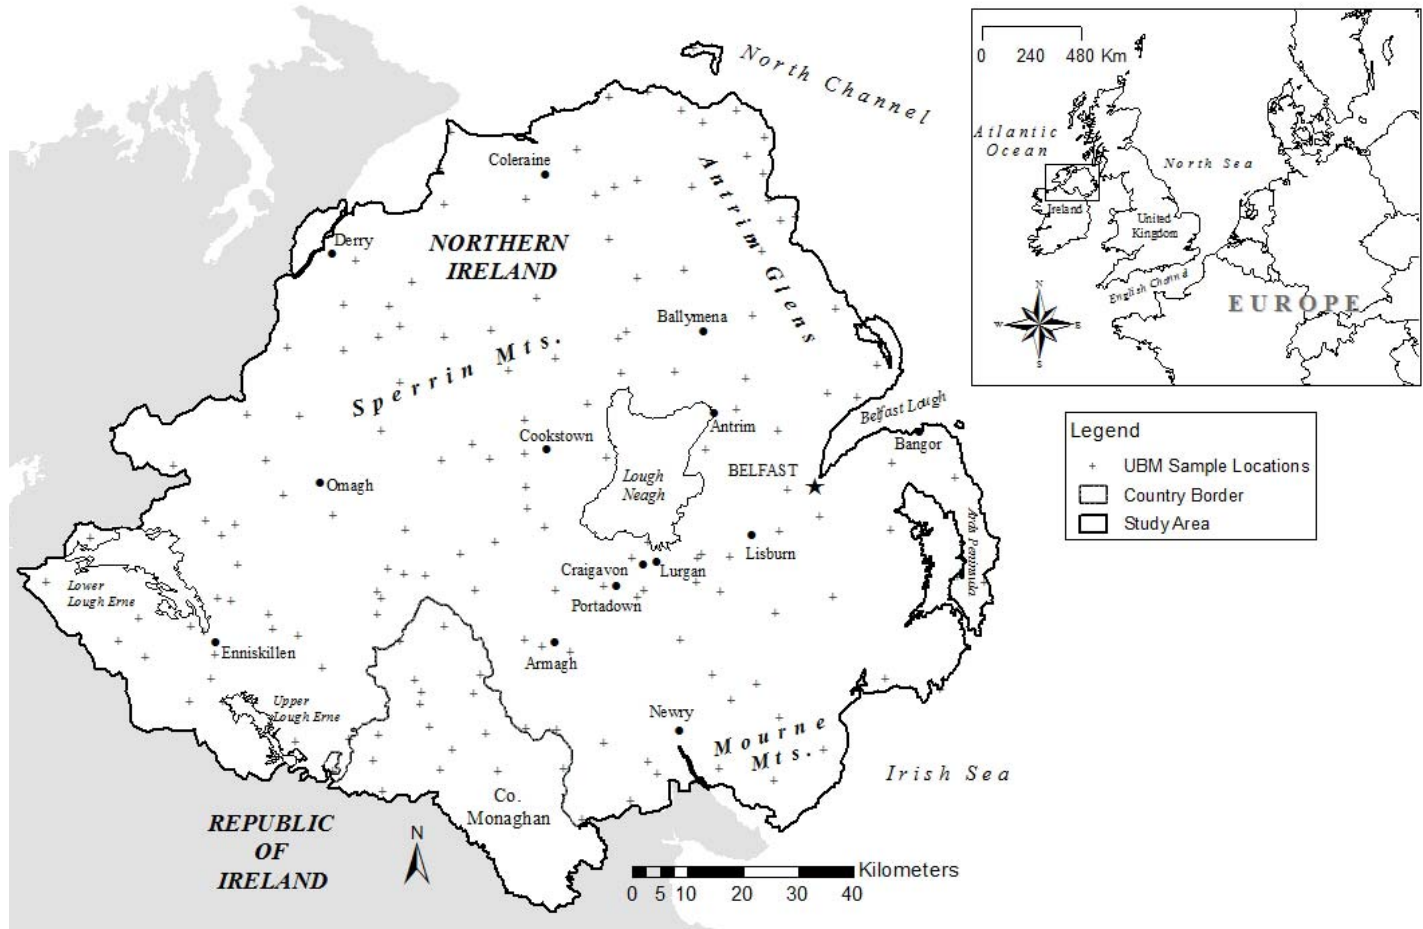 North Channel
Coleraine
Antrim Glens
Derry
NORTHERN
IRELAND
Ballymena
Sperrin Mts.
Belfast Lough
Antrim
Bangor
Cookstown
Lough
Neagh
BELFAST
Omagh
Ards Peninsula
Lisburn
Craigavon
Lurgan
Portadown
Lower
Lough Erne
Enniskillen
Armagh
Upper
Lough Erne
Newry
Mourne
Mts.
Irish Sea
Co.
Monaghan
REPUBLIC
OF
IRELAND
N
Kilometers
0 5 10 20 30 40
0 240 480 Km
Atlantic
Ocean
North Sea
Ireland
United
Kingdom
English Channel
EUROPE
N
W E
S
Legend
UBM Sample Locations
Country Border
Study Area